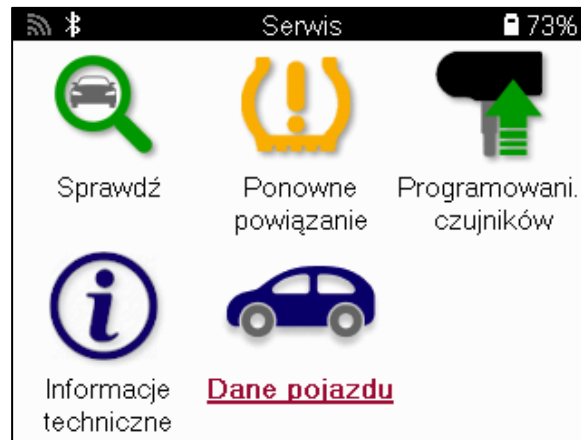 Serwis 73%
Sprawdź
Ponowne powiązanie
Programowani. czujników
Informacje techniczne
Dane pojazdu